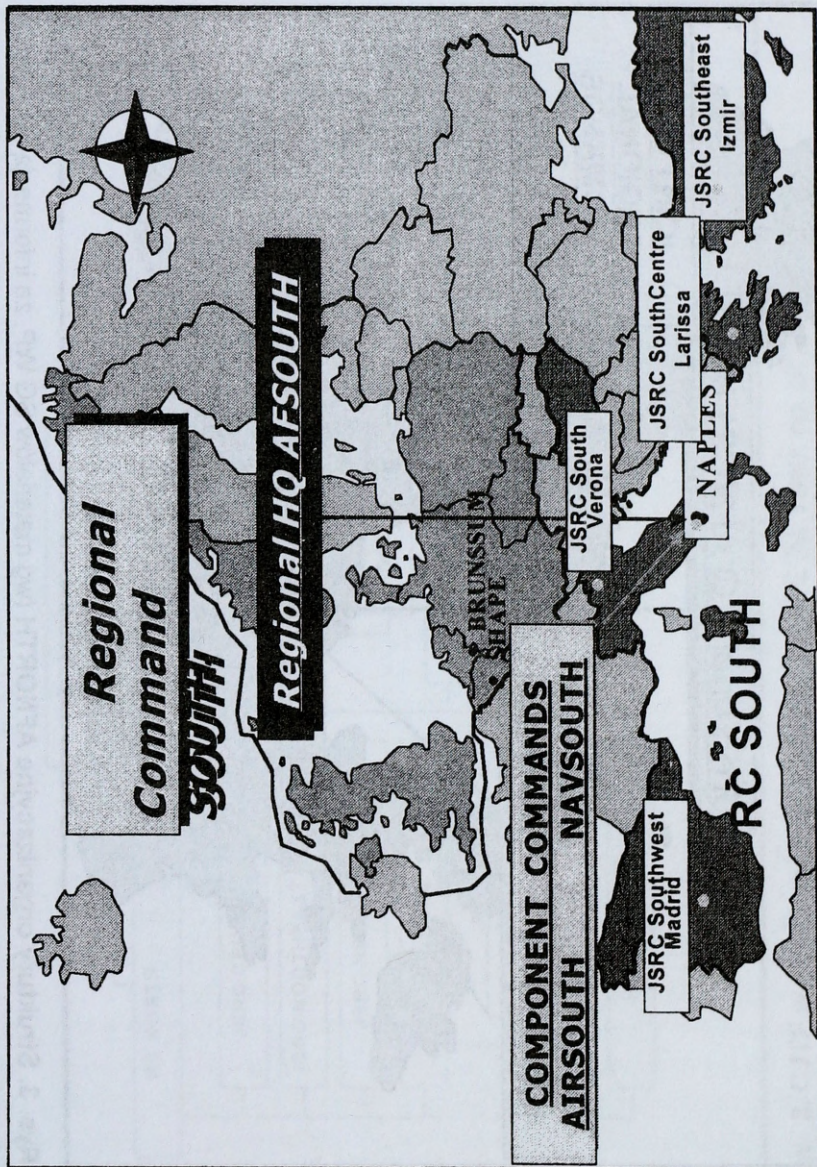 Regional
Command
SOUTH
Regional HQ AFSOUTH
BRUNSSUM
SHAPE
COMPONENT COMMANDS
AIRSOUTH NAVSOUTH
JSRC South
Verona
JSRC SouthCentre
Larissa
JSRC Southeast
Izmir
NAPLES
JSRC Southwest
Madrid
RC SOUTH